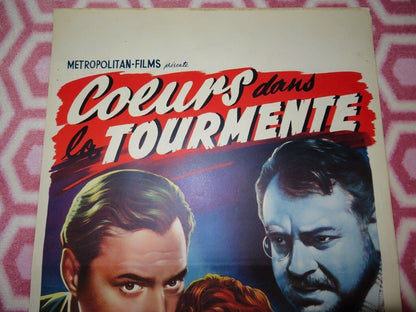 METROPOLITAN-FILMS présente
Coeurs dans
la TOURMENTE